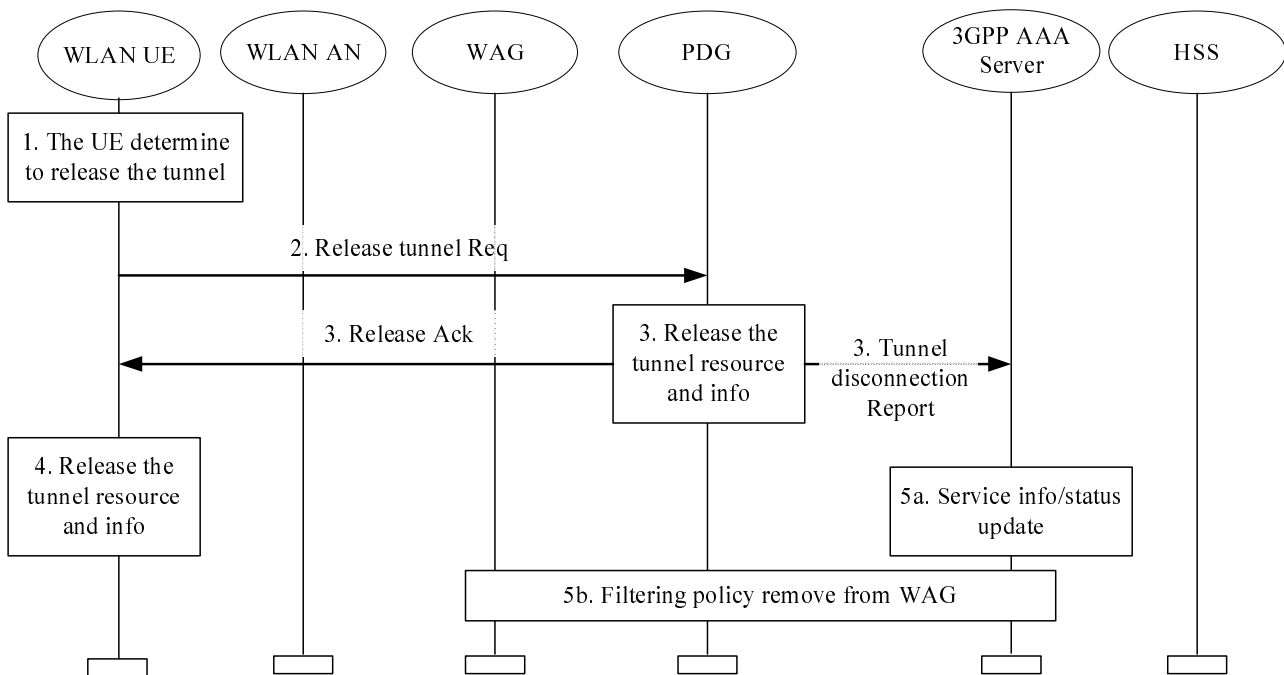 WLAN UE
WLAN AN
WAG
PDG
3GPP AAA
Server
HSS
1. The UE determine
to release the tunnel
2. Release tunnel Req
3. Release Ack
3. Release the
tunnel resource
and info
3. Tunnel
disconnection
Report
4. Release the
tunnel resource
and info
5a. Service info/status
update
5b. Filtering policy remove from WAG